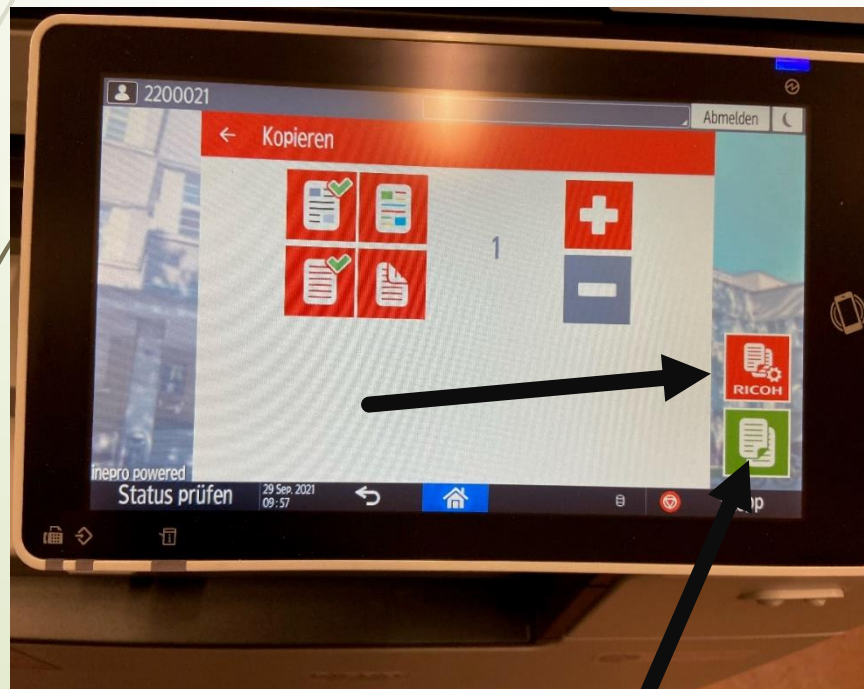 2200021
Abmelden
← Kopieren
1
RICOH
inepro powered
Status prüfen
29 Sep. 2021
09:57